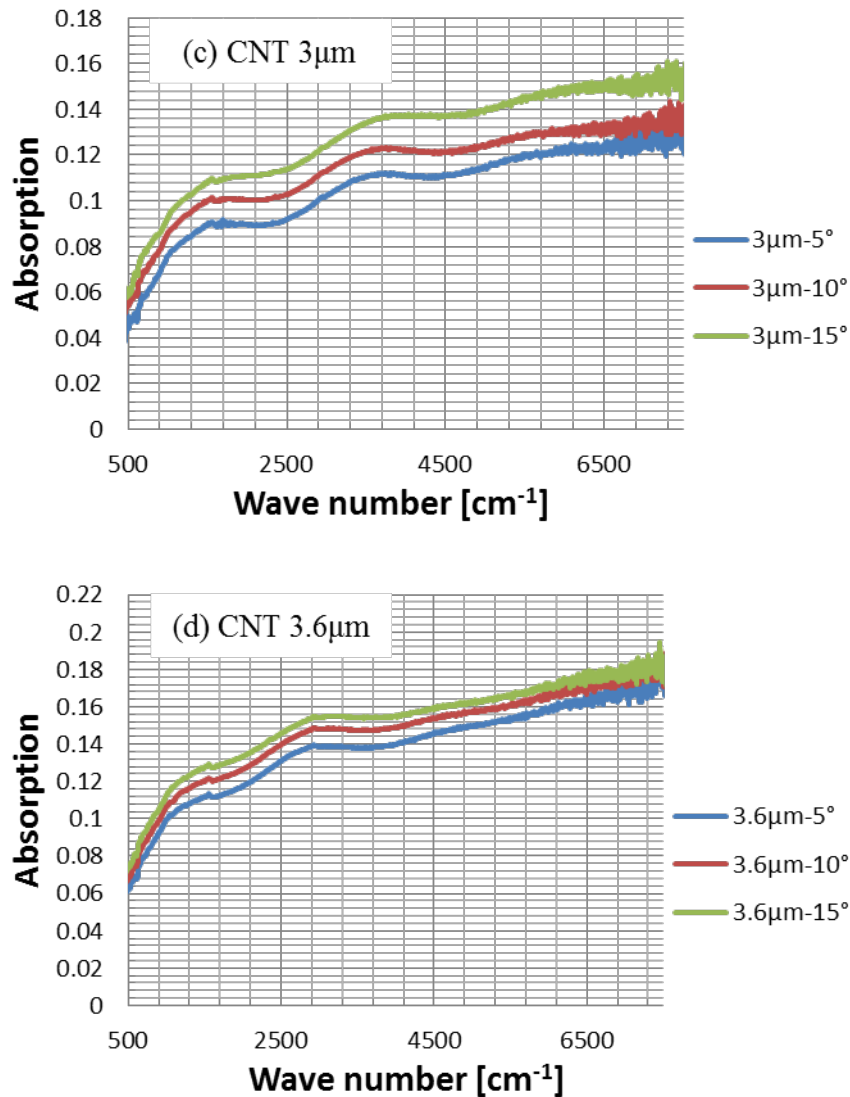 (c) CNT 3μm
0.18
0.16
0.14
0.12
0.1
0.08
0.06
0.04
0.02
0
Absorption
500 2500 4500 6500
Wave number [cm⁻¹]
3μm-5°
3μm-10°
3μm-15°
(d) CNT 3.6μm
0.22
0.2
0.18
0.16
0.14
0.12
0.1
0.08
0.06
0.04
0.02
0
Absorption
500 2500 4500 6500
Wave number [cm⁻¹]
3.6μm-5°
3.6μm-10°
3.6μm-15°